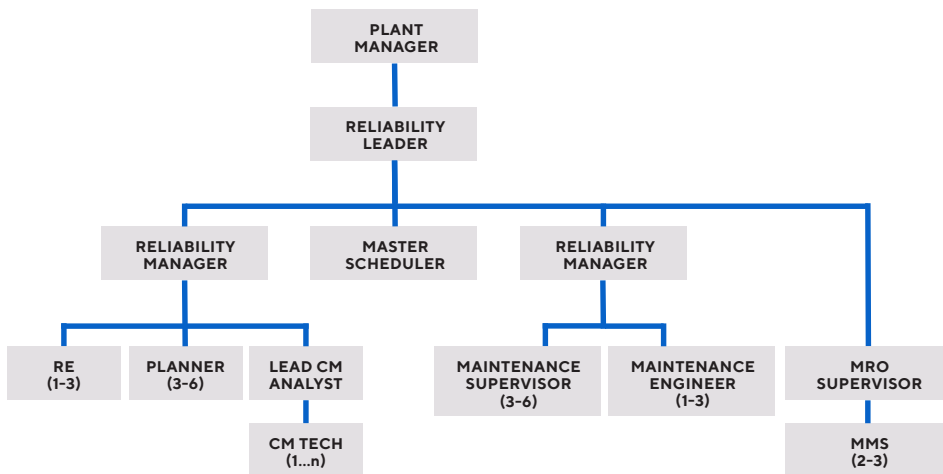 PLANT
MANAGER
RELIABILITY
LEADER
RELIABILITY
MANAGER
MASTER
SCHEDULER
RELIABILITY
MANAGER
RE
(1-3)
PLANNER
(3-6)
LEAD CM
ANALYST
MAINTENANCE
SUPERVISOR
(3-6)
MAINTENANCE
ENGINEER
(1-3)
MRO
SUPERVISOR
CM TECH
(1...n)
MMS
(2-3)